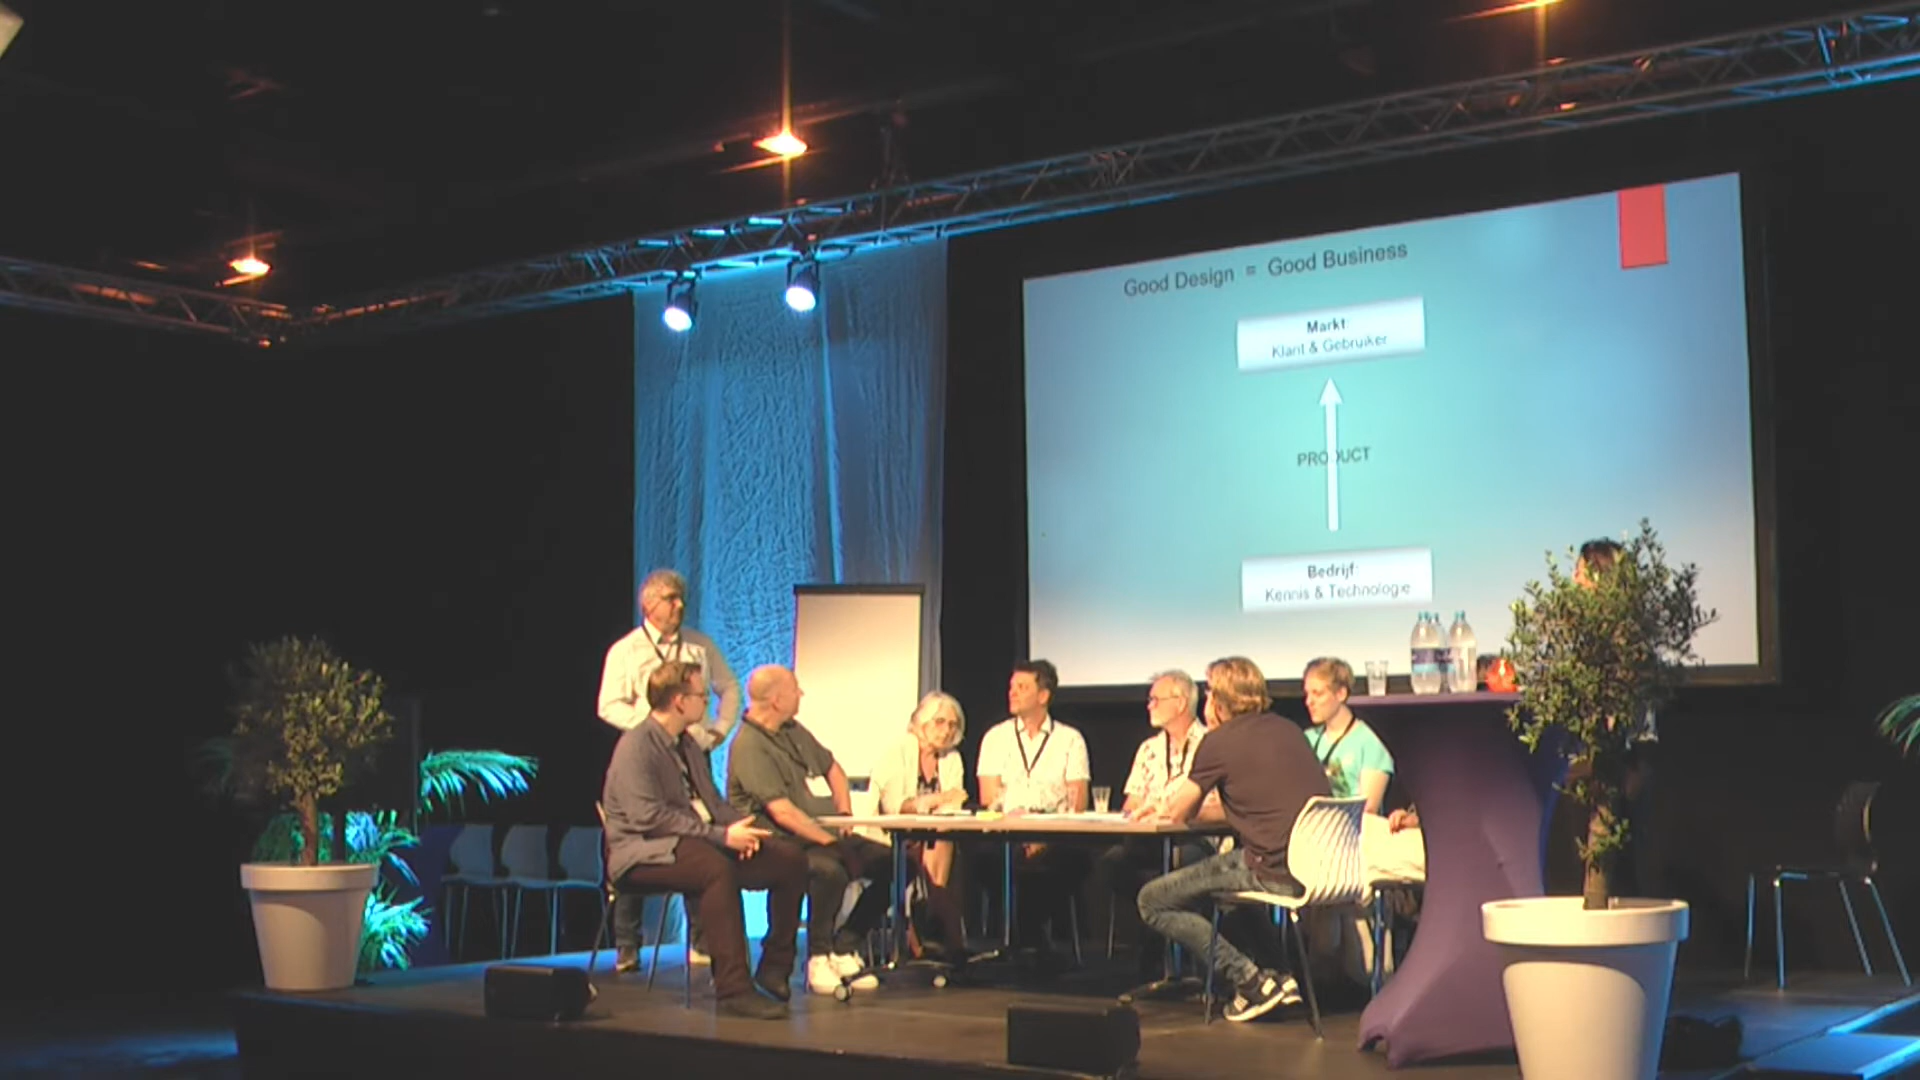 Good Design = Good Business
Markt:
Klant & Gebruiker
PRODUCT
Bedrijf:
Kennis & Technologie